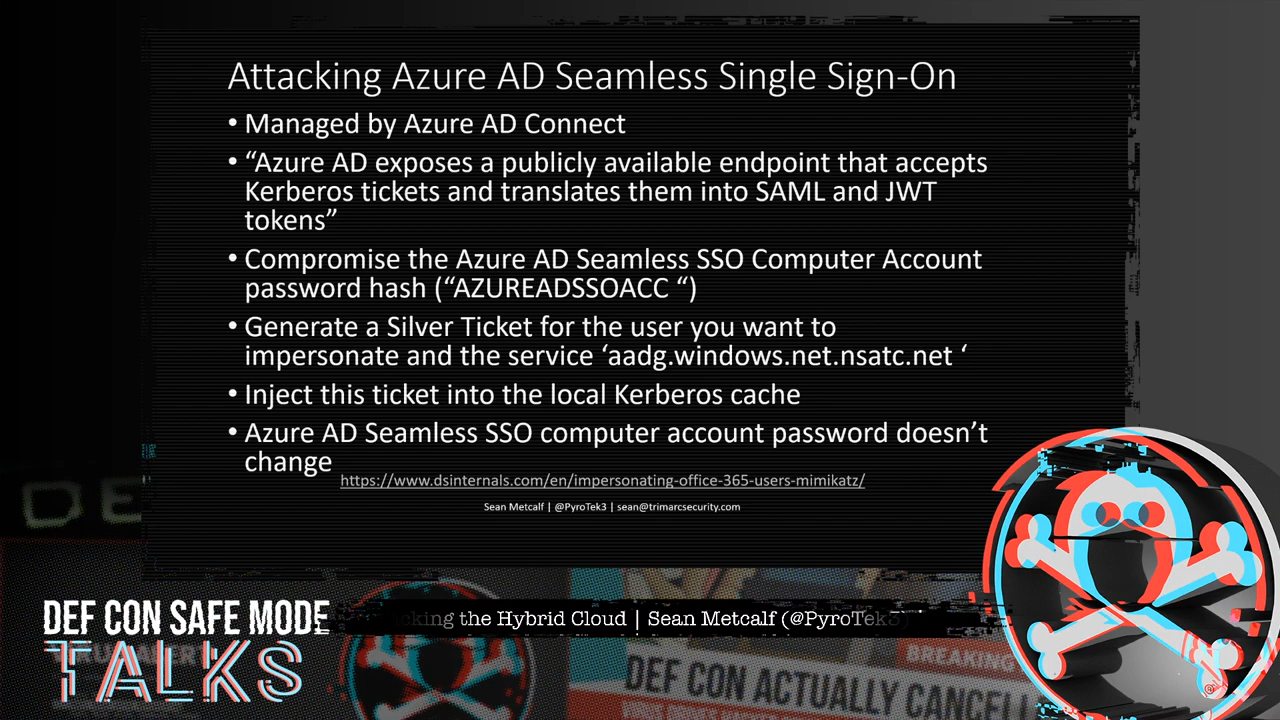 Attacking Azure AD Seamless Single Sign-On
• Managed by Azure AD Connect
• “Azure AD exposes a publicly available endpoint that accepts
Kerberos tickets and translates them into SAML and JWT
tokens”
• Compromise the Azure AD Seamless SSO Computer Account
password hash (“AZUREADSSOACC “)
• Generate a Silver Ticket for the user you want to
impersonate and the service ‘aadg.windows.net.nsatc.net ‘
• Inject this ticket into the local Kerberos cache
• Azure AD Seamless SSO computer account password doesn’t
change
https://www.dsinternals.com/en/impersonating-office-365-users-mimikatz/
Sean Metcalf | @PyroTek3 | sean@trimarcsecurity.com
DEF CON SAFE MODE
TALKS
the Hybrid Cloud | Sean Metcalf (@PyroTek3)
BREAKING
DEF CON ACTUALLY